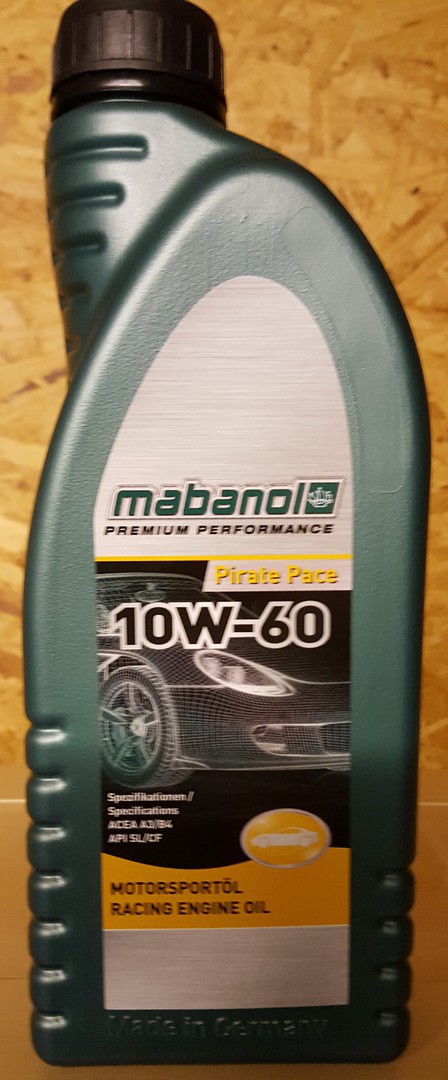 mabanol
PREMIUM PERFORMANCE
Pirate Pace
10W-60
Spezifikationen /
Specifications
ACEA A3/B4
API SL/CF
MOTORSPORTÖL
RACING ENGINE OIL
Made in Germany